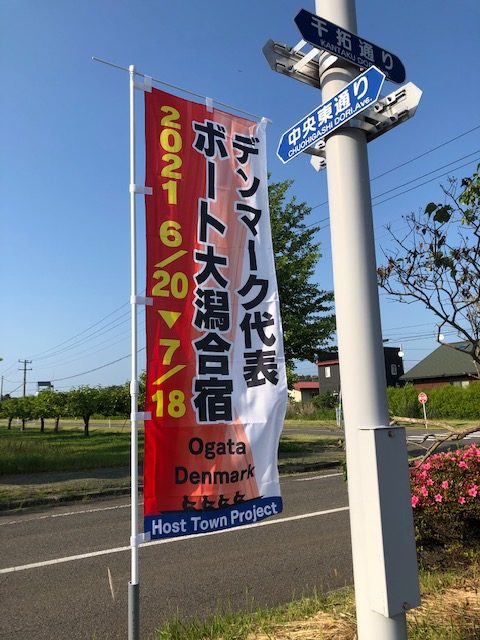 干拓通り
KANTAKU DORI
中央東通り
CHUOHIGASHI DORI.Ave.
デンマーク代表
ボート大潟合宿
2021 6/20▼7/18
Ogata
Denmark
Host Town Project